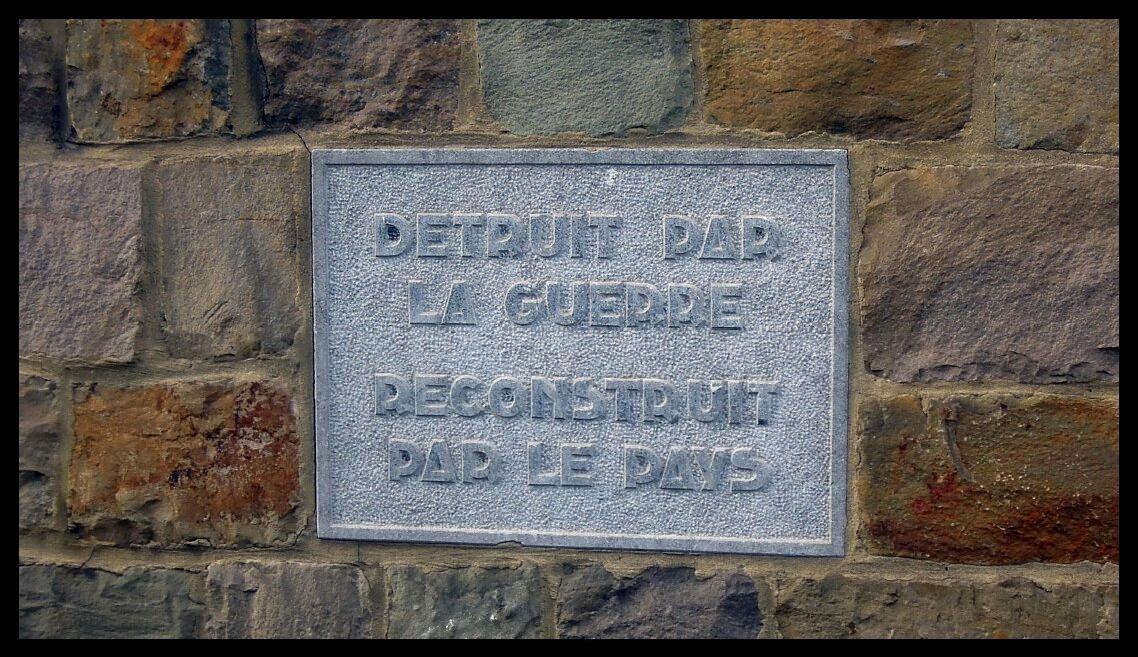 DETRUIT PAR
LA GUERRE
RECONSTRUIT
PAR LE PAYS